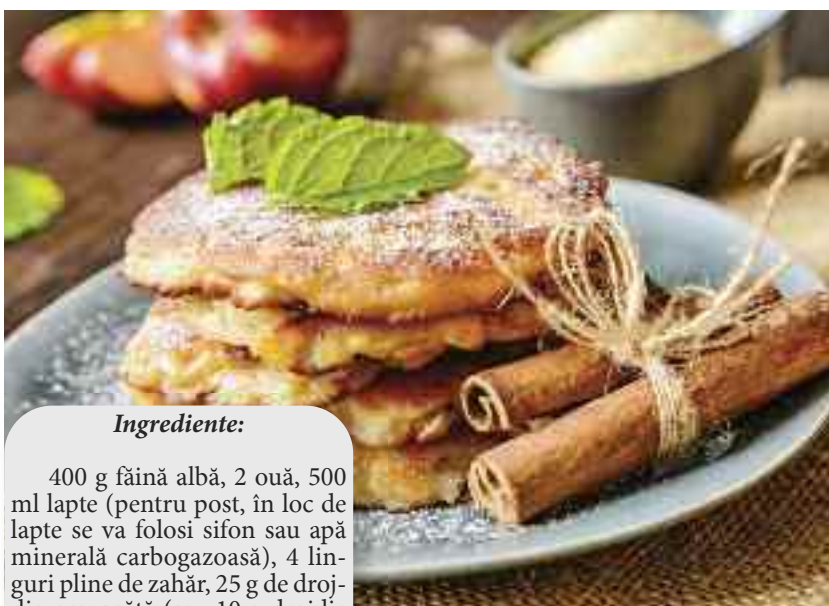 Ingrediente:
400 g făină albă, 2 ouă, 500
ml lapte (pentru post, în loc de
lapte se va folosi sifon sau apă
minerală carbogazoasă), 4 lin-
guri pline de zahăr, 25 g de droj-